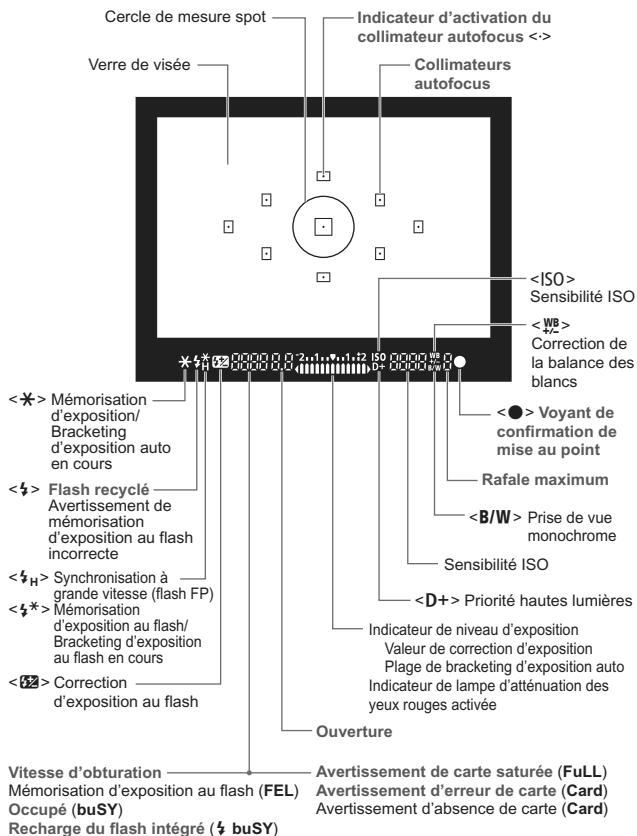 Cercle de mesure spot
Indicateur d'activation du
collimateur autofocus <·>
Verre de visée
Collimateurs
autofocus
<ISO>
Sensibilité ISO
<WB +/->
Correction de
la balance des
blancs
-2..1..▼..1..+2 ISO
D+ WB +/- B/W
<✱> Mémorisation
d'exposition/
Bracketing
d'exposition auto
en cours
<●> Voyant de
confirmation de
mise au point
Rafale maximum
<⚡> Flash recyclé
Avertissement de
mémorisation
d'exposition au flash
incorrecte
<B/W> Prise de vue
monochrome
Sensibilité ISO
<⚡H> Synchronisation à
grande vitesse (flash FP)
<⚡*> Mémorisation
d'exposition au flash/
Bracketing d'exposition
au flash en cours
<D+> Priorité hautes lumières
Indicateur de niveau d'exposition
Valeur de correction d'exposition
Plage de bracketing d'exposition auto
Indicateur de lampe d'atténuation des
yeux rouges activée
<⚡±> Correction
d'exposition au flash
Ouverture
Vitesse d'obturation
Mémorisation d'exposition au flash (FEL)
Occupé (buSY)
Recharge du flash intégré (⚡ buSY)
Avertissement de carte saturée (FuLL)
Avertissement d'erreur de carte (Card)
Avertissement d'absence de carte (Card)